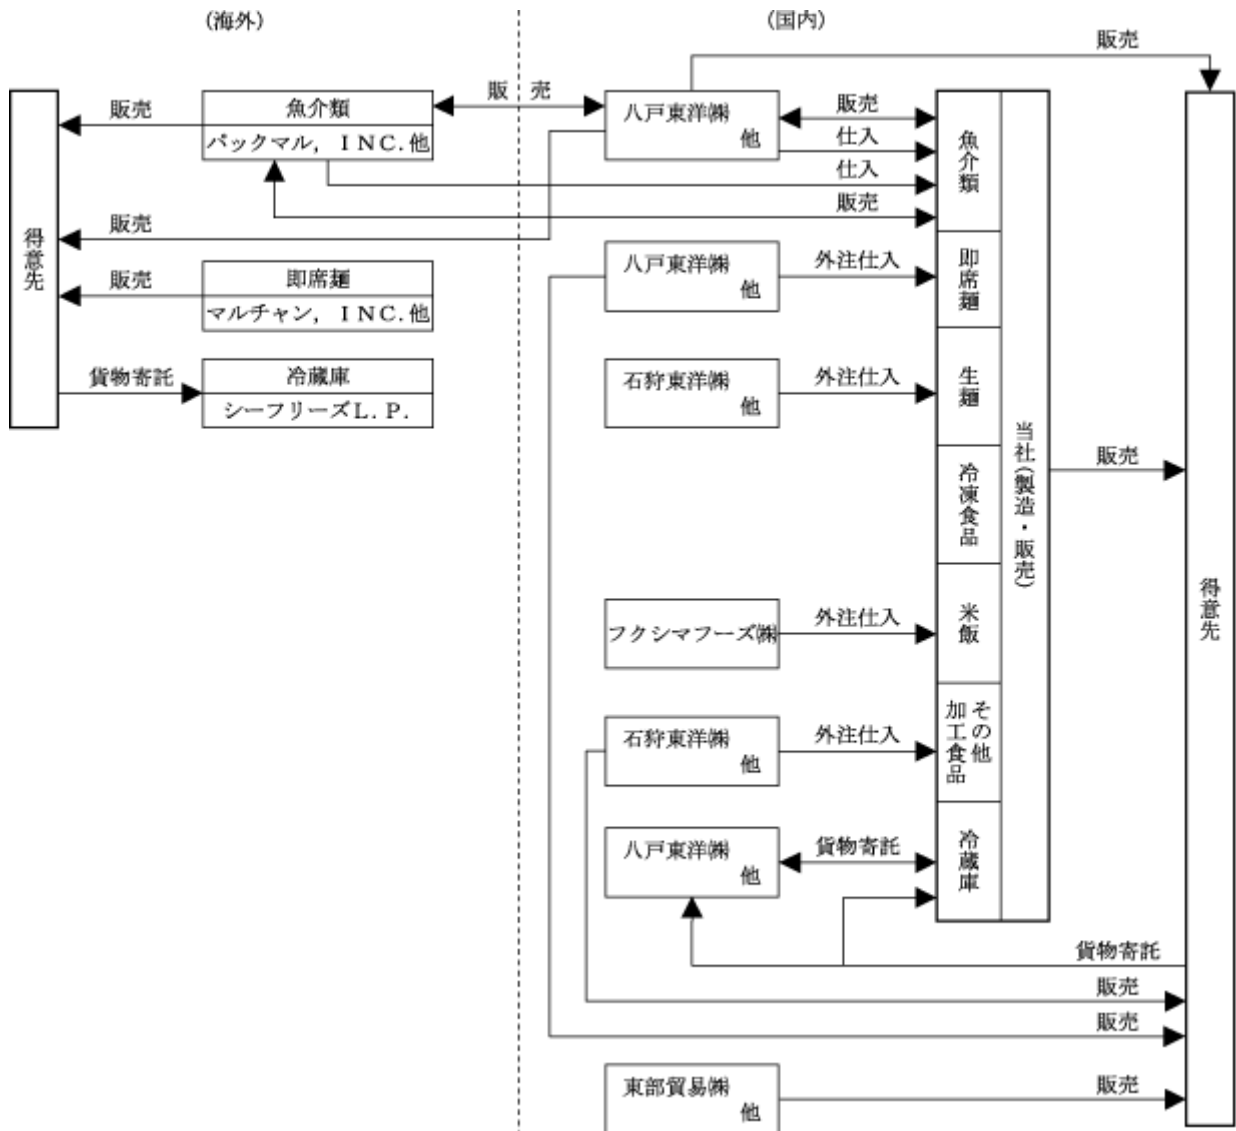 (海外)
(国内)
販売
販売
魚介類
パックマル，ＩＮＣ.他
販 売
八戸東洋㈱
他
販売
仕入
仕入
販売
魚介類
販売
得意先
販売
即席麺
マルチャン，ＩＮＣ.他
八戸東洋㈱
他
外注仕入
即席麺
貨物寄託
冷蔵庫
シーフリーズＬ.Ｐ.
石狩東洋㈱
他
外注仕入
生麺
冷凍食品
当社(製造・販売)
販売
得意先
フクシマフーズ㈱
外注仕入
米飯
石狩東洋㈱
他
外注仕入
その他
加工食品
八戸東洋㈱
他
貨物寄託
冷蔵庫
貨物寄託
販売
販売
東部貿易㈱
他
販売